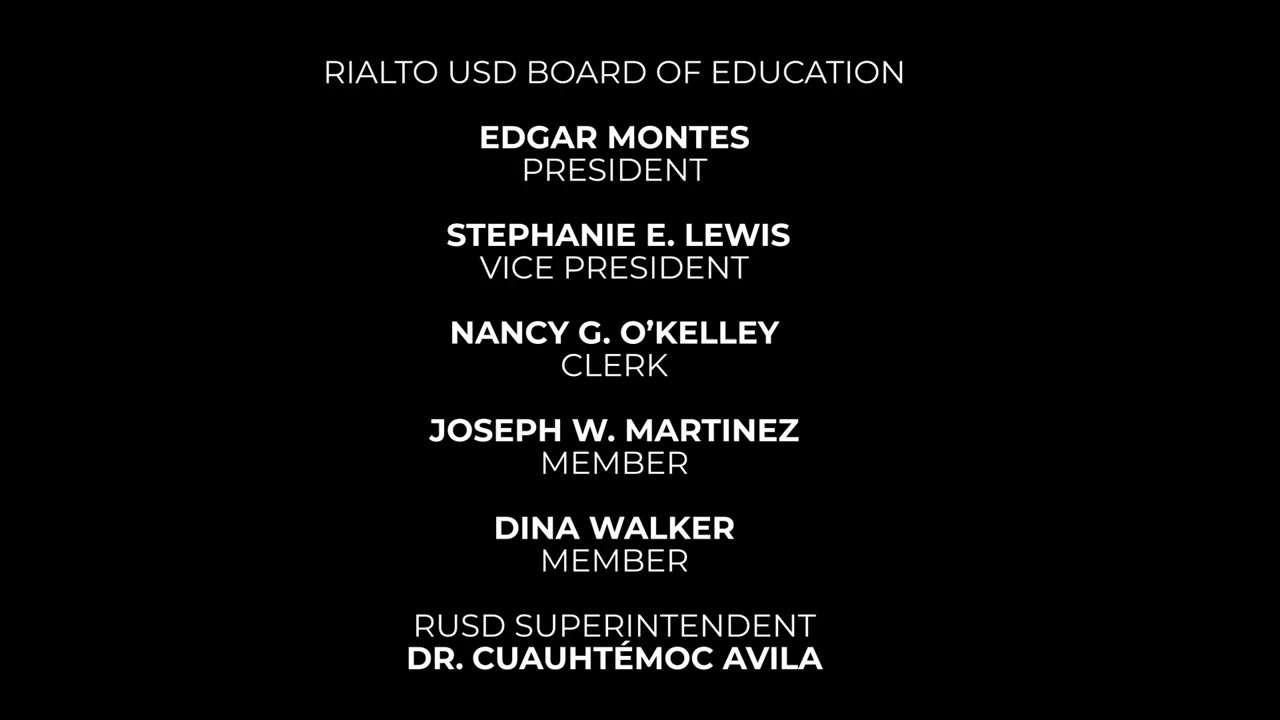 RIALTO USD BOARD OF EDUCATION
EDGAR MONTES
PRESIDENT
STEPHANIE E. LEWIS
VICE PRESIDENT
NANCY G. O’KELLEY
CLERK
JOSEPH W. MARTINEZ
MEMBER
DINA WALKER
MEMBER
RUSD SUPERINTENDENT
DR. CUAUHTÉMOC AVILA